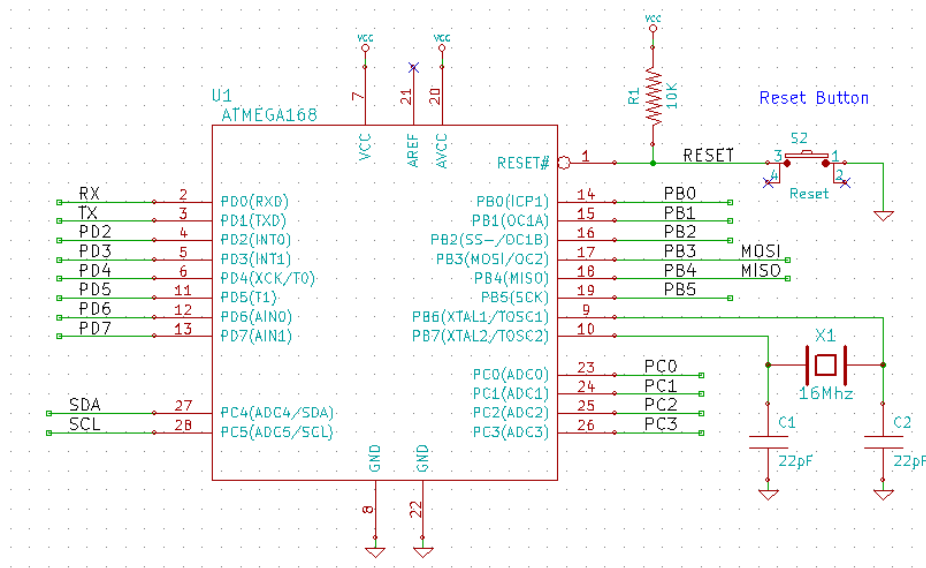 VCC
VCC
VCC
U1
ATMEGA168
7
21
20
VCC
AREF
AVCC
R1
10K
Reset Button
S2
RESET# 1 RESET
3 1
4 2
Reset
RX 2 PD0(RXD)
TX 3 PD1(TXD)
PD2 4 PD2(INT0)
PD3 5 PD3(INT1)
PD4 6 PD4(XCK/T0)
PD5 11 PD5(T1)
PD6 12 PD6(AIN0)
PD7 13 PD7(AIN1)
SDA 27 PC4(ADC4/SDA)
SCL 28 PC5(ADC5/SCL)
PB0(ICP1) 14 PB0
PB1(OC1A) 15 PB1
PB2(SS-/OC1B) 16 PB2
PB3(MOSI/OC2) 17 PB3 MOSI
PB4(MISO) 18 PB4 MISO
PB5(SCK) 19 PB5
PB6(XTAL1/TOSC1) 9
PB7(XTAL2/TOSC2) 10
PC0(ADC0) 23 PC0
PC1(ADC1) 24 PC1
PC2(ADC2) 25 PC2
PC3(ADC3) 26 PC3
X1
16Mhz
C1
22pF
C2
22pF
GND
GND
8
22